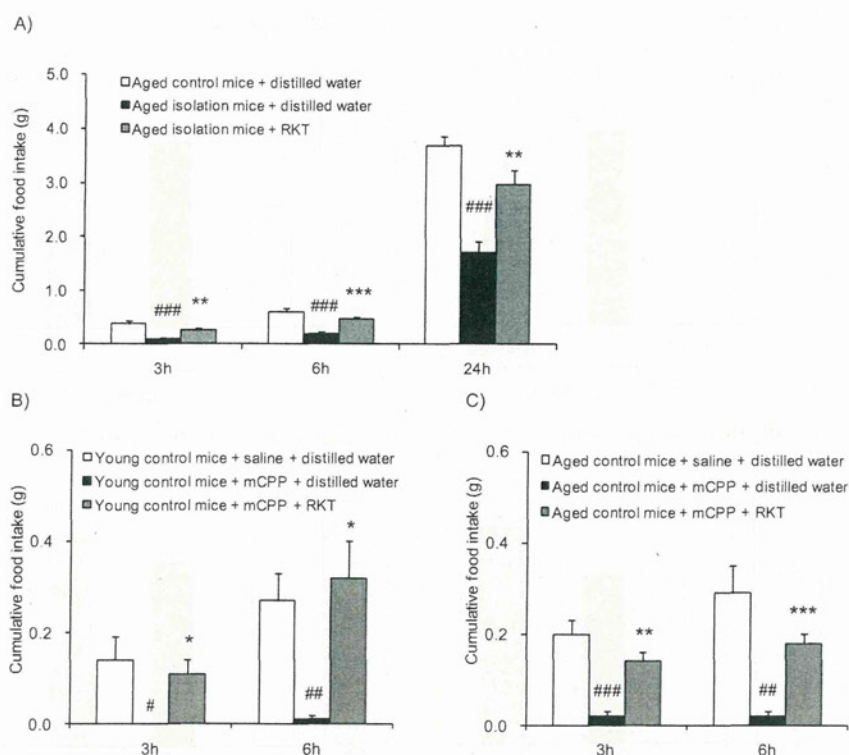 A)
Cumulative food intake (g)
5.0
4.0
3.0
2.0
1.0
0.0
Aged control mice + distilled water
Aged isolation mice + distilled water
Aged isolation mice + RKT
### **
### ***
###
**
3h 6h 24h
B)
Cumulative food intake (g)
0.6
0.4
0.2
0.0
Young control mice + saline + distilled water
Young control mice + mCPP + distilled water
Young control mice + mCPP + RKT
#
*
##
*
3h 6h
C)
Cumulative food intake (g)
0.6
0.4
0.2
0.0
Aged control mice + saline + distilled water
Aged control mice + mCPP + distilled water
Aged control mice + mCPP + RKT
###
**
##
***
3h 6h